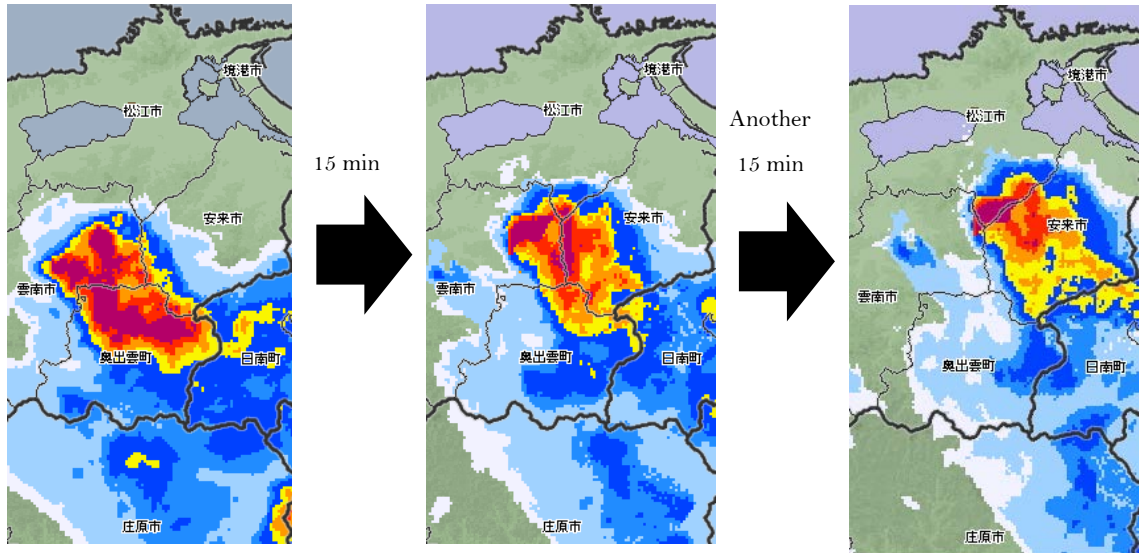 境港市
松江市
安来市
雲南市
奥出雲町
日南町
庄原市
15 min
境港市
松江市
安来市
雲南市
奥出雲町
日南町
庄原市
Another
15 min
境港市
松江市
安来市
雲南市
奥出雲町
日南町
庄原市